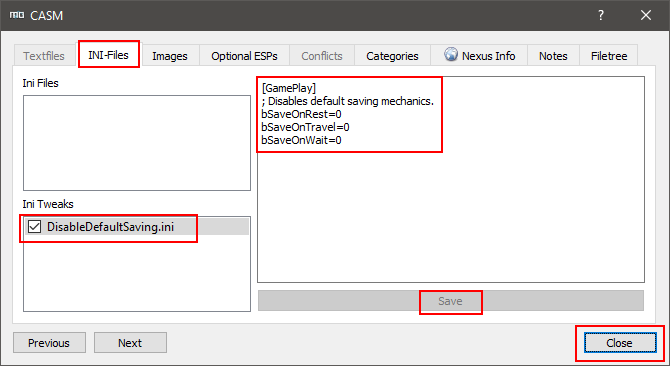 CASM
?
Textfiles INI-Files Images Optional ESPs Conflicts Categories Nexus Info Notes Filetree
Ini Files
Ini Tweaks
DisableDefaultSaving.ini
[GamePlay]
; Disables default saving mechanics.
bSaveOnRest=0
bSaveOnTravel=0
bSaveOnWait=0
Save
Previous Next Close